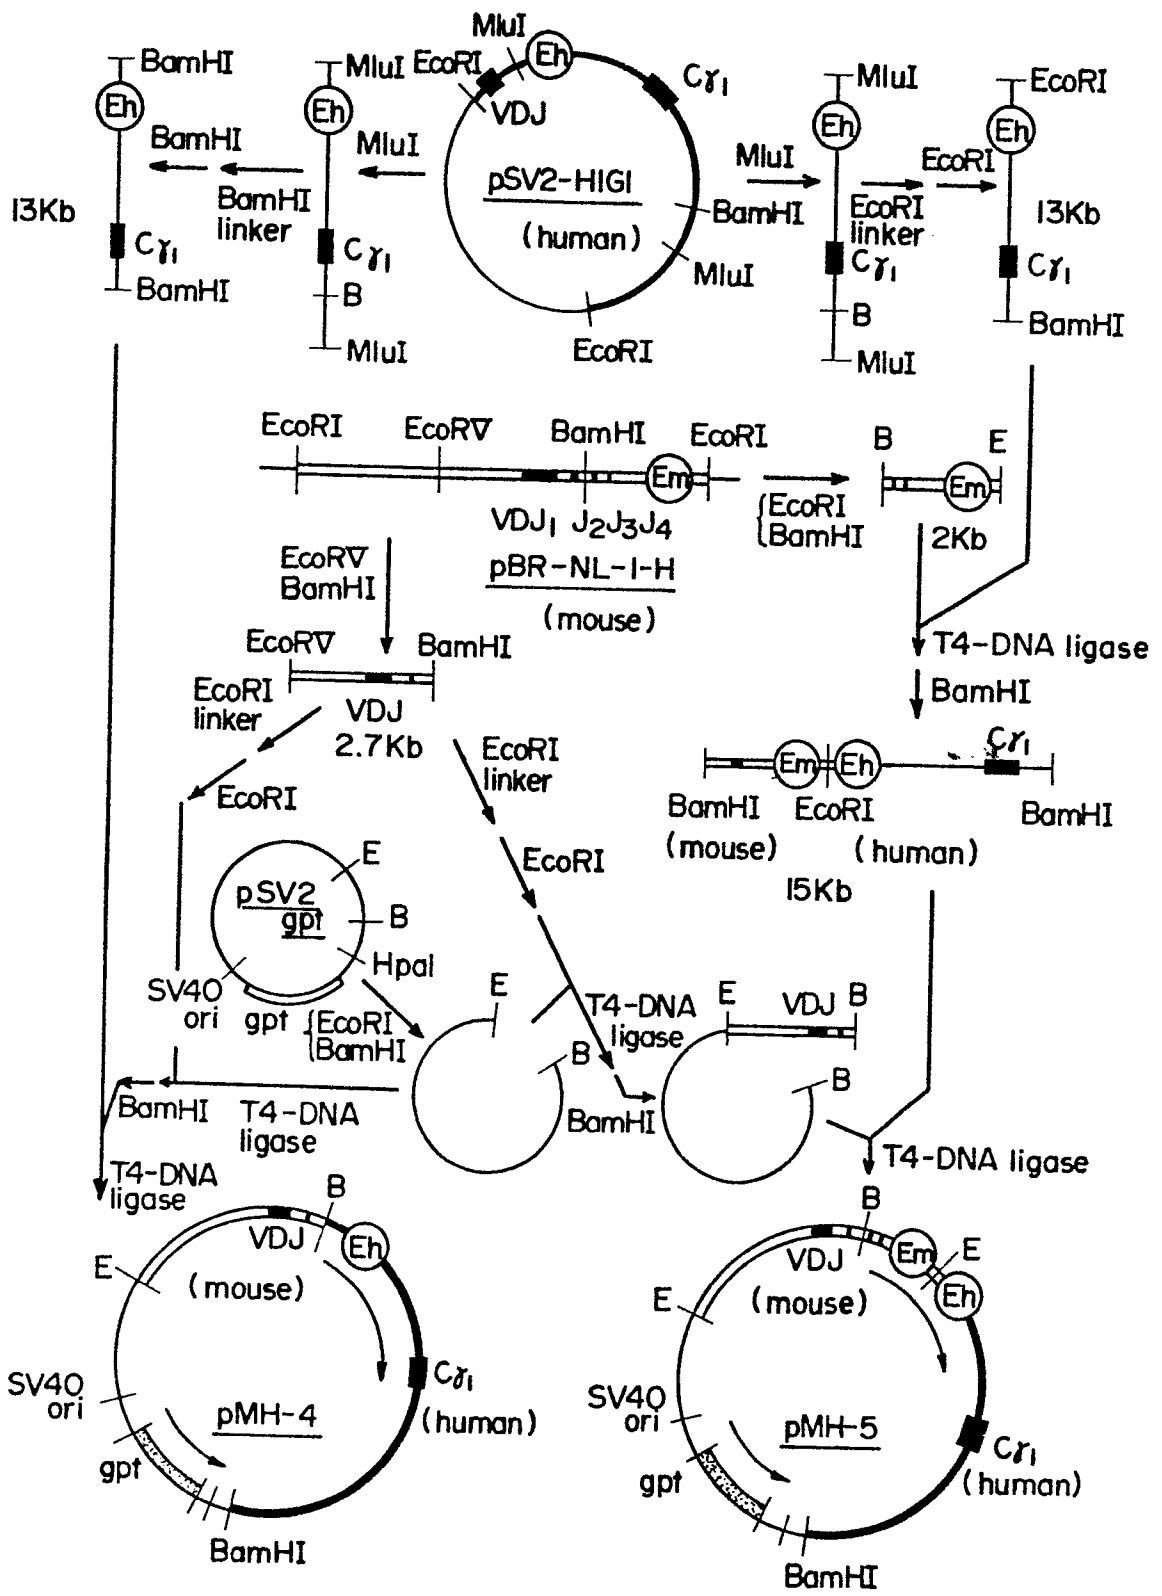 BamHI
Eh
BamHI
13Kb
Cγ1
BamHI
BamHI
linker
MluI
Eh
Cγ1
B
MluI
MluI
MluI
Eh
EcoRI
VDJ
Cγ1
pSV2-HIGI
(human)
BamHI
MluI
EcoRI
MluI
MluI
Eh
Cγ1
B
MluI
EcoRI
EcoRI
linker
EcoRI
Eh
13Kb
Cγ1
BamHI
EcoRI
EcoRV
BamHI
EcoRI
Em
VDJ1 J2J3J4
pBR-NL-1-H
(mouse)
EcoRI
BamHI
B
E
Em
2Kb
EcoRV
BamHI
T4-DNA ligase
BamHI
EcoRV
BamHI
VDJ
2.7Kb
EcoRI
linker
EcoRI
EcoRI
linker
EcoRI
Em
Eh
Cγ1
BamHI
(mouse)
EcoRI
(human)
BamHI
15Kb
pSV2
gpt
E
B
HpaI
SV40
ori
gpt
EcoRI
BamHI
E
B
T4-DNA
ligase
BamHI
E
VDJ
B
B
BamHI
T4-DNA
ligase
T4-DNA
ligase
T4-DNA ligase
B
VDJ
Eh
E
(mouse)
SV40
ori
pMH-4
Cγ1
(human)
gpt
BamHI
B
VDJ
Em
E
Eh
E
(mouse)
SV40
ori
pMH-5
Cγ1
(human)
gpt
BamHI